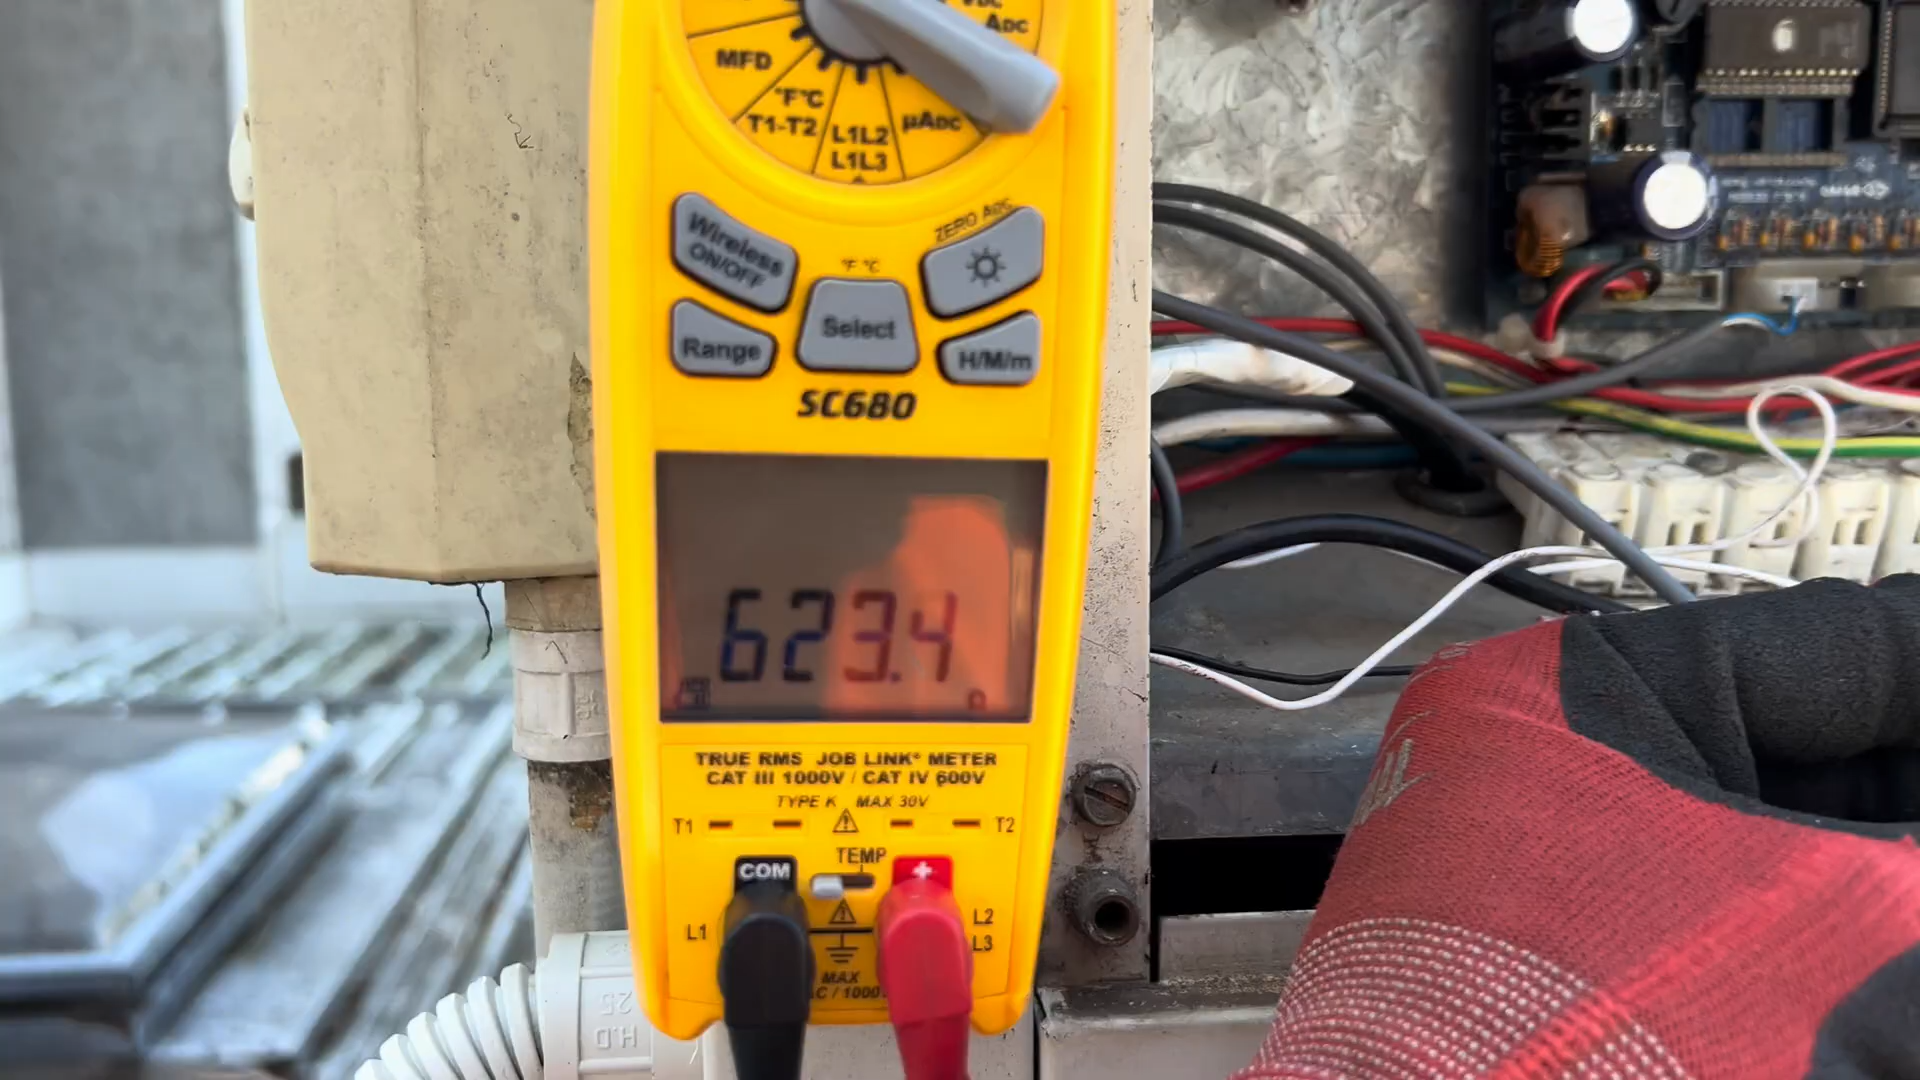 VDC
ADC
MFD
°F°C
T1-T2
L1L2
L1L3
µADC
Wireless
ON/OFF
ZERO ADC
°F °C
Select
Range
H/M/m
SC680
623.4
Ω
TRUE RMS JOB LINK® METER
CAT III 1000V / CAT IV 600V
TYPE K MAX 30V
T1
T2
TEMP
COM
+
L1
L2
L3
MAX
25
H.D